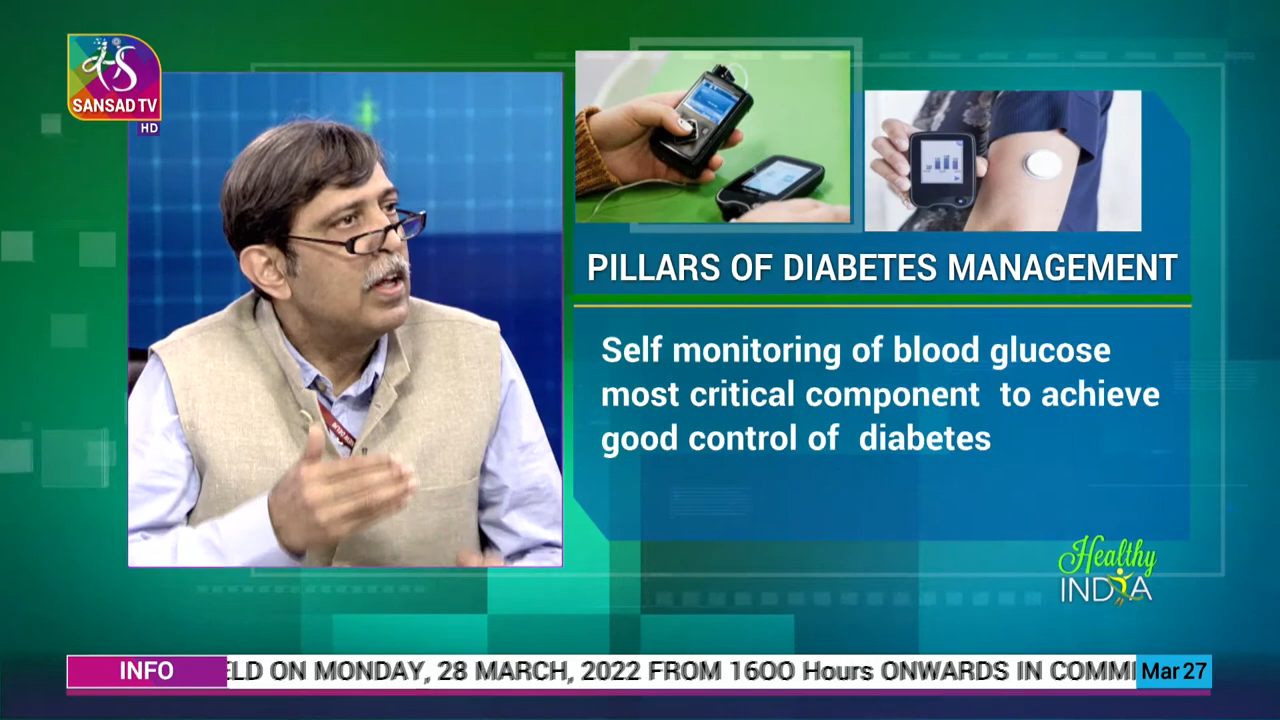 SANSAD TV
HD
PILLARS OF DIABETES MANAGEMENT
Self monitoring of blood glucose
most critical component to achieve
good control of diabetes
Healthy
INDIA
INFO
ELD ON MONDAY, 28 MARCH, 2022 FROM 1600 Hours ONWARDS IN COMMI
Mar 27